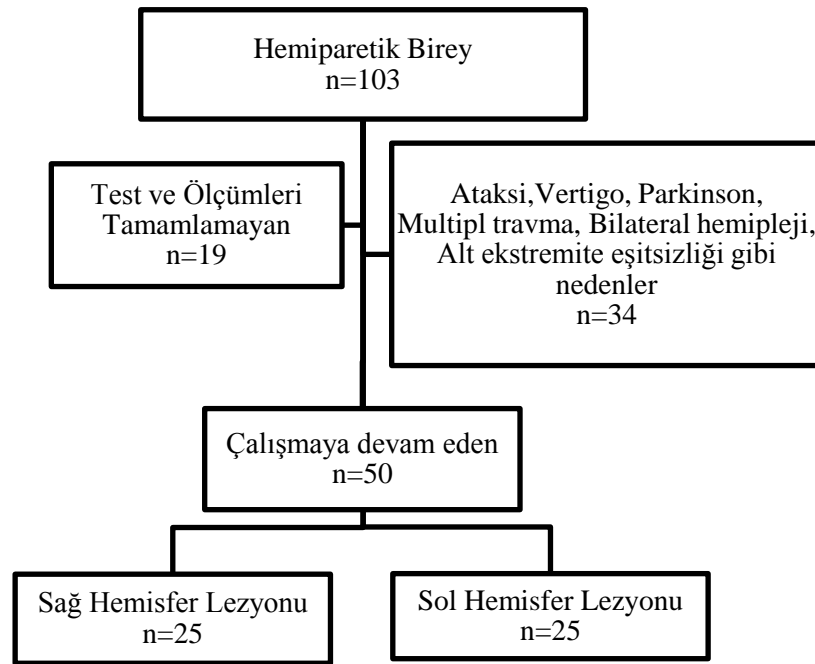 Hemiparetik Birey
n=103
Test ve Ölçümleri
Tamamlamayan
n=19
Ataksi,Vertigo, Parkinson,
Multipl travma, Bilateral hemipleji,
Alt ekstremite eşitsizliği gibi
nedenler
n=34
Çalışmaya devam eden
n=50
Sağ Hemisfer Lezyonu
n=25
Sol Hemisfer Lezyonu
n=25